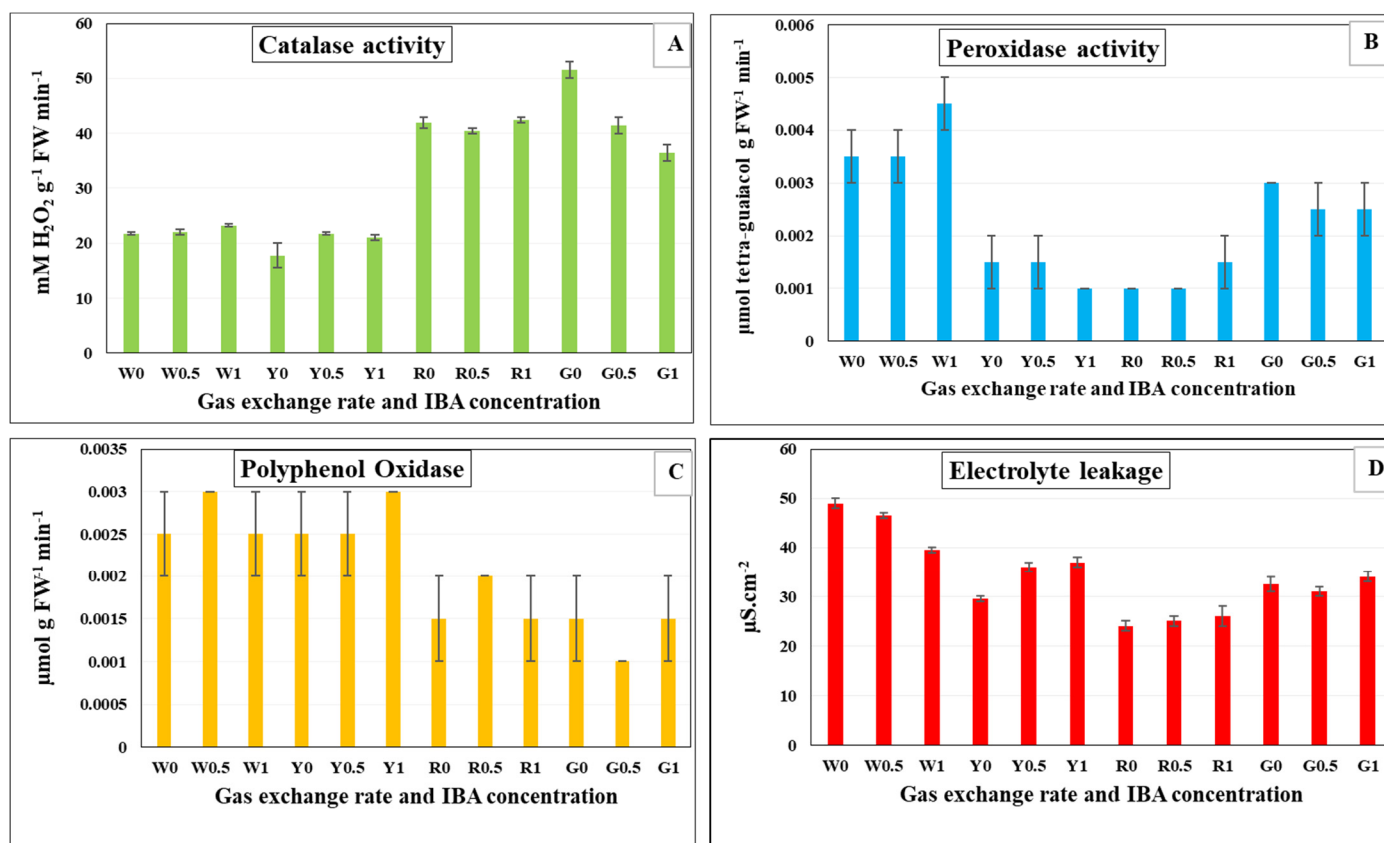 Catalase activity
A
mM H₂O₂ g⁻¹ FW min⁻¹
60
50
40
30
20
10
0
W0 W0.5 W1 Y0 Y0.5 Y1 R0 R0.5 R1 G0 G0.5 G1
Gas exchange rate and IBA concentration
Peroxidase activity
B
µmol tetra-guaiacol g FW⁻¹ min⁻¹
0.006
0.005
0.004
0.003
0.002
0.001
0
W0 W0.5 W1 Y0 Y0.5 Y1 R0 R0.5 R1 G0 G0.5 G1
Gas exchange rate and IBA concentration
Polyphenol Oxidase
C
µmol g FW⁻¹ min⁻¹
0.0035
0.003
0.0025
0.002
0.0015
0.001
0.0005
0
W0 W0.5 W1 Y0 Y0.5 Y1 R0 R0.5 R1 G0 G0.5 G1
Gas exchange rate and IBA concentration
Electrolyte leakage
D
µS.cm⁻²
60
50
40
30
20
10
0
W0 W0.5 W1 Y0 Y0.5 Y1 R0 R0.5 R1 G0 G0.5 G1
Gas exchange rate and IBA concentration